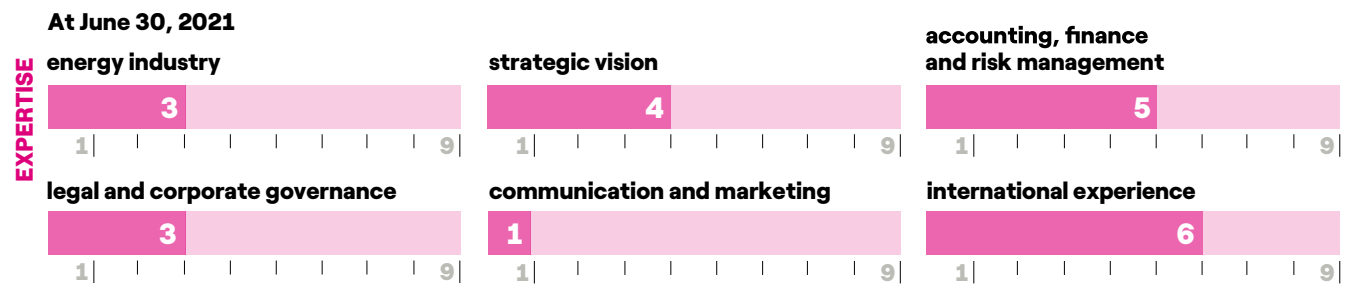 At June 30, 2021
EXPERTISE
energy industry
3
1 9
strategic vision
4
1 9
accounting, finance
and risk management
5
1 9
legal and corporate governance
3
1 9
communication and marketing
1
1 9
international experience
6
1 9